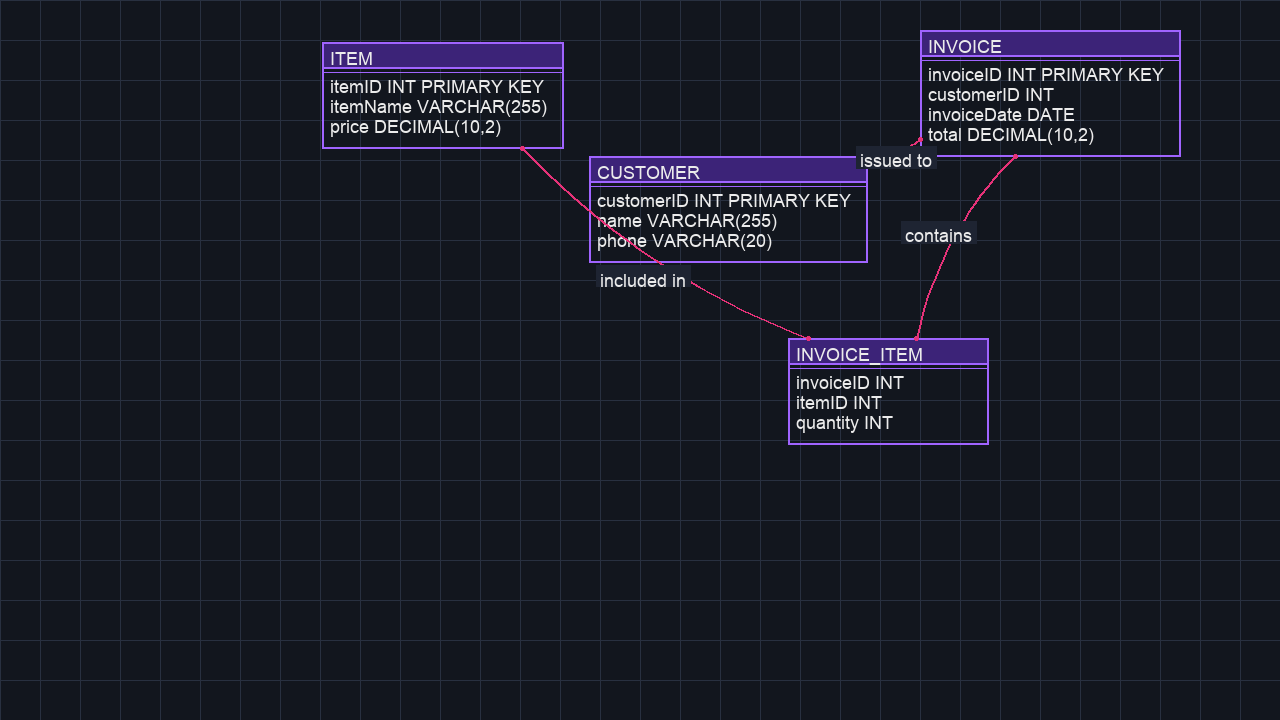 ITEM
itemID INT PRIMARY KEY
itemName VARCHAR(255)
price DECIMAL(10,2)
INVOICE
invoiceID INT PRIMARY KEY
customerID INT
invoiceDate DATE
total DECIMAL(10,2)
issued to
CUSTOMER
customerID INT PRIMARY KEY
name VARCHAR(255)
phone VARCHAR(20)
contains
included in
INVOICE_ITEM
invoiceID INT
itemID INT
quantity INT